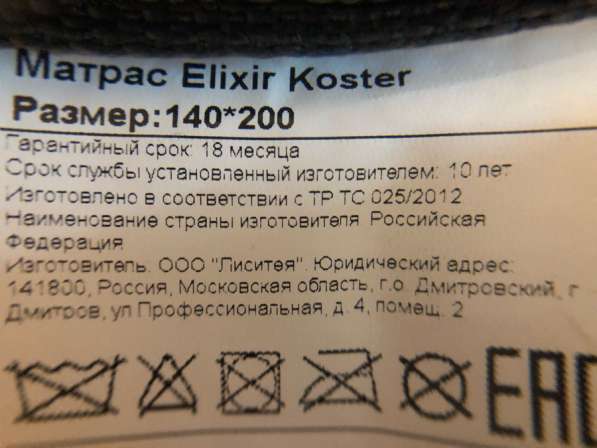 Матрас Elixir Koster
Размер:140*200
Гарантийный срок: 18 месяца
Срок службы установленный изготовителем: 10 лет
Изготовлено в соответствии с ТР ТС 025/2012
Наименование страны изготовителя: Российская
Федерация
Изготовитель: ООО "Лиситея". Юридический адрес:
141800, Россия, Московская область, г.о. Дмитровский, г
Дмитров, ул Профессиональная, д. 4, помещ. 2
EAC